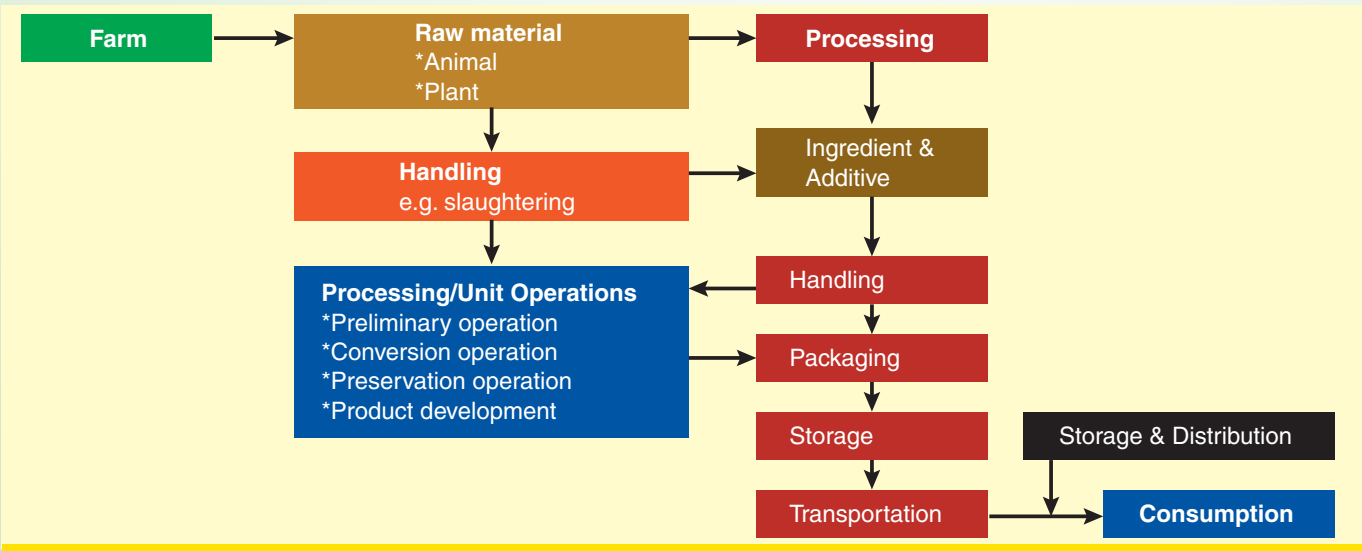 Farm
Raw material
*Animal
*Plant
Processing
Handling
e.g. slaughtering
Ingredient &
Additive
Processing/Unit Operations
*Preliminary operation
*Conversion operation
*Preservation operation
*Product development
Handling
Packaging
Storage
Storage & Distribution
Transportation
Consumption